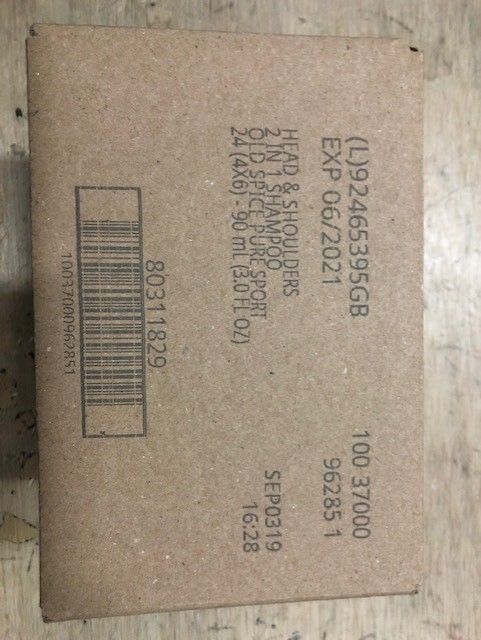 (L)92465395GB
EXP 06/2021
100 37000
96285 1
HEAD & SHOULDERS
2 IN 1 SHAMPOO
OLD SPICE PURE SPORT
24 (4X6) - 90 mL (3.0 FL OZ)
SEP0319
16:28
80311829
10037000962851